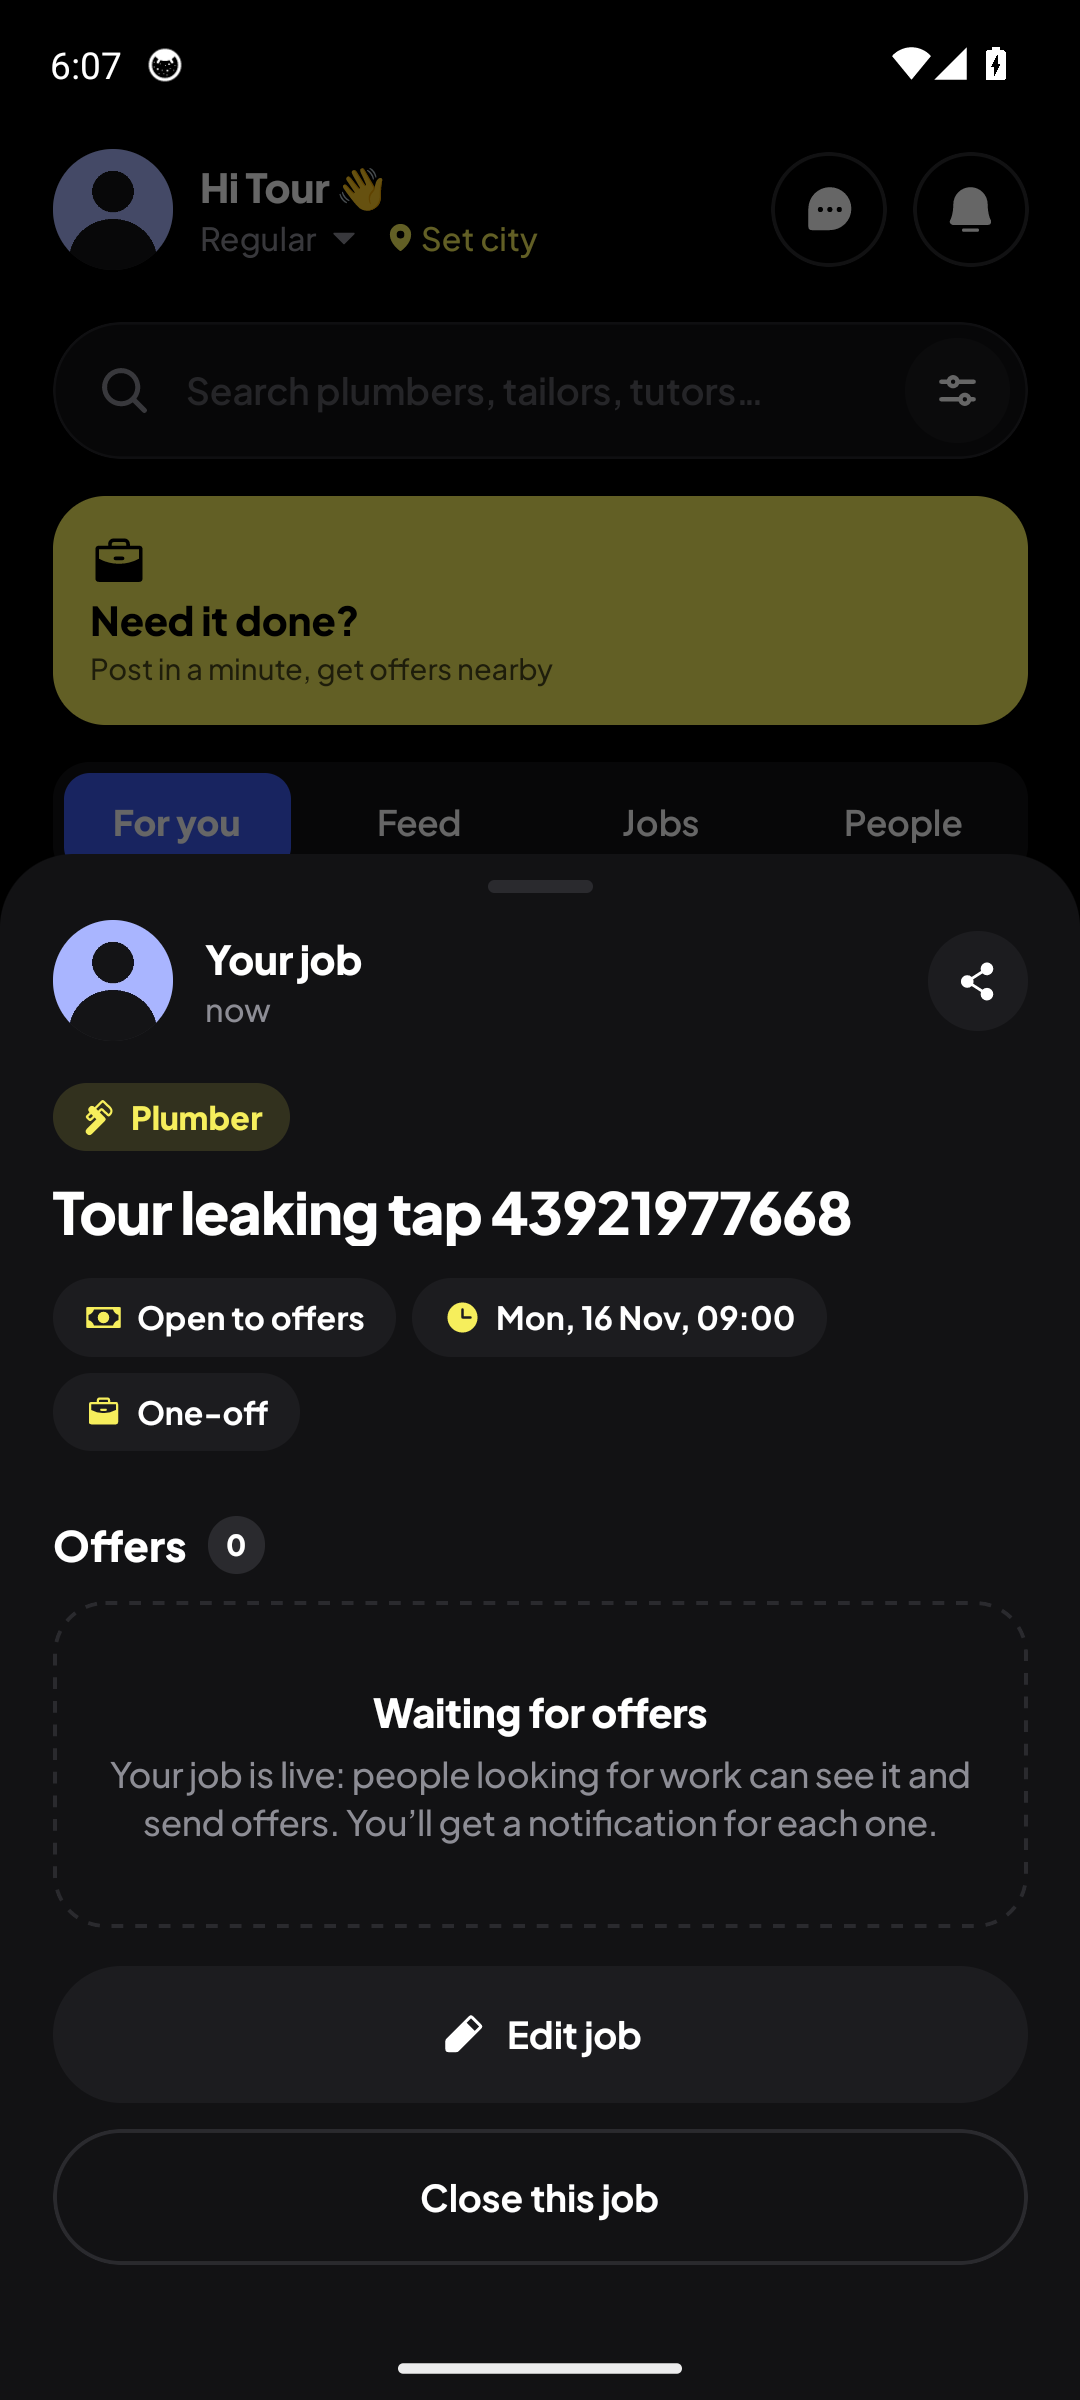 6:07
Hi Tour 👋
Regular
Set city
Search plumbers, tailors, tutors...
Need it done?
Post in a minute, get offers nearby
For you
Feed
Jobs
People
Your job
now
Plumber
Tour leaking tap 43921977668
Open to offers
Mon, 16 Nov, 09:00
One-off
Offers 0
Waiting for offers
Your job is live: people looking for work can see it and
send offers. You’ll get a notification for each one.
Edit job
Close this job